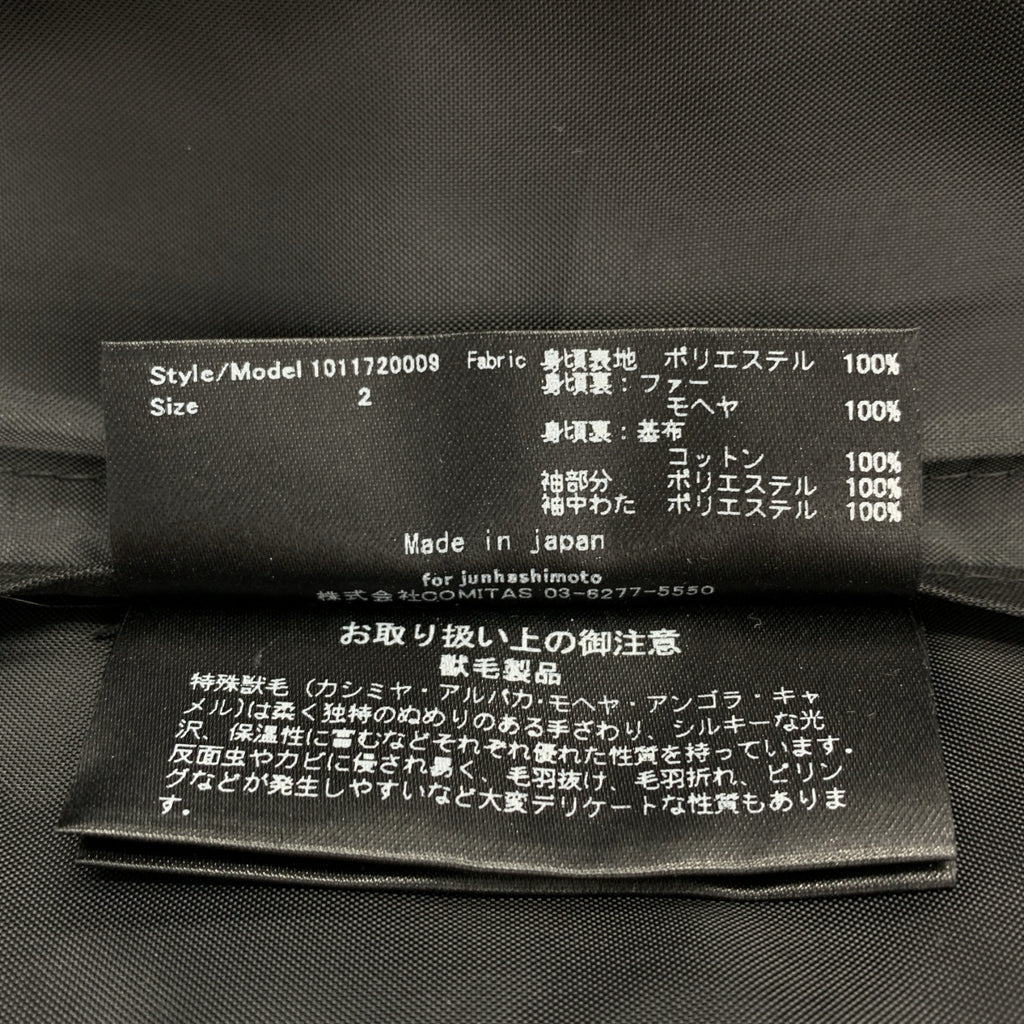 Style/Model 1011720009 Fabric 身頃表地 ポリエステル 100%
身頃裏：ファー
Size 2 モヘヤ 100%
身頃裏：基布
コットン 100%
袖部分 ポリエステル 100%
袖中わた ポリエステル 100%
Made in japan
for junhashimoto
株式会社COMITAS 03-6277-5550
お取り扱い上の御注意
獣毛製品
特殊獣毛 (カシミヤ・アルパカ・モヘヤ・アンゴラ・キャ
メル)は柔く独特のぬめりのある手ざわり、シルキーな光
沢、保温性に富むなどそれぞれ優れた性質を持っています。
反面虫やカビに侵され易く、毛羽抜け、毛羽折れ、ピリン
グなどが発生しやすいなど大変デリケートな性質もありま
す。